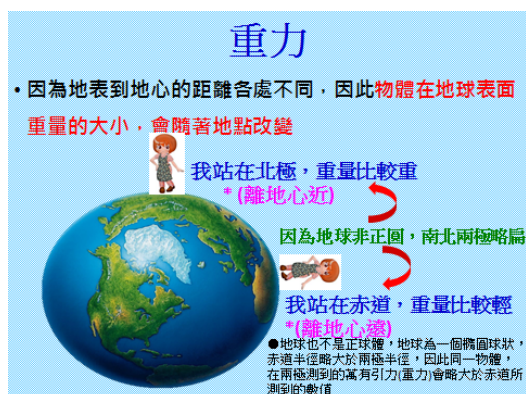 重力
• 因為地表到地心的距離各處不同，因此物體在地球表面
重量的大小，會隨著地點改變
我站在北極，重量比較重
*(離地心近)
因為地球非正圓，南北兩極略扁
我站在赤道，重量比較輕
*(離地心遠)
●地球也不是正球體，地球為一個橢圓球狀，
赤道半徑略大於兩極半徑，因此同一物體，
在兩極測到的萬有引力(重力)會略大於赤道所
測到的數值